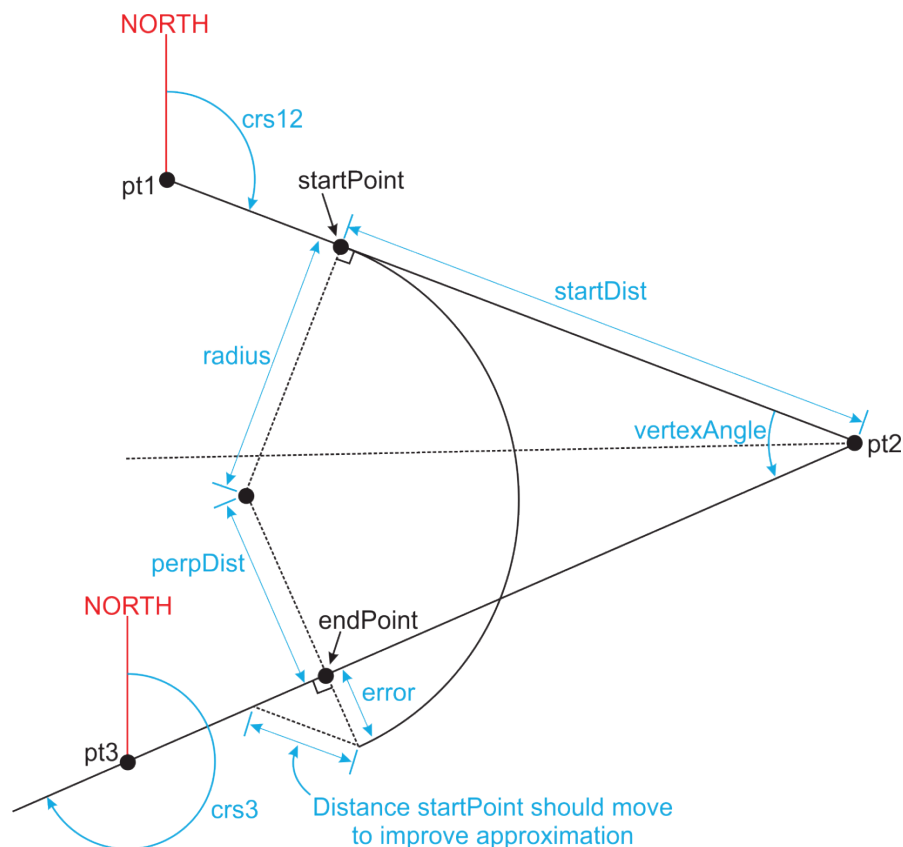 NORTH
crs12
pt1
startPoint
startDist
radius
vertexAngle
pt2
perpDist
NORTH
endPoint
error
pt3
crs3
Distance startPoint should move
to improve approximation